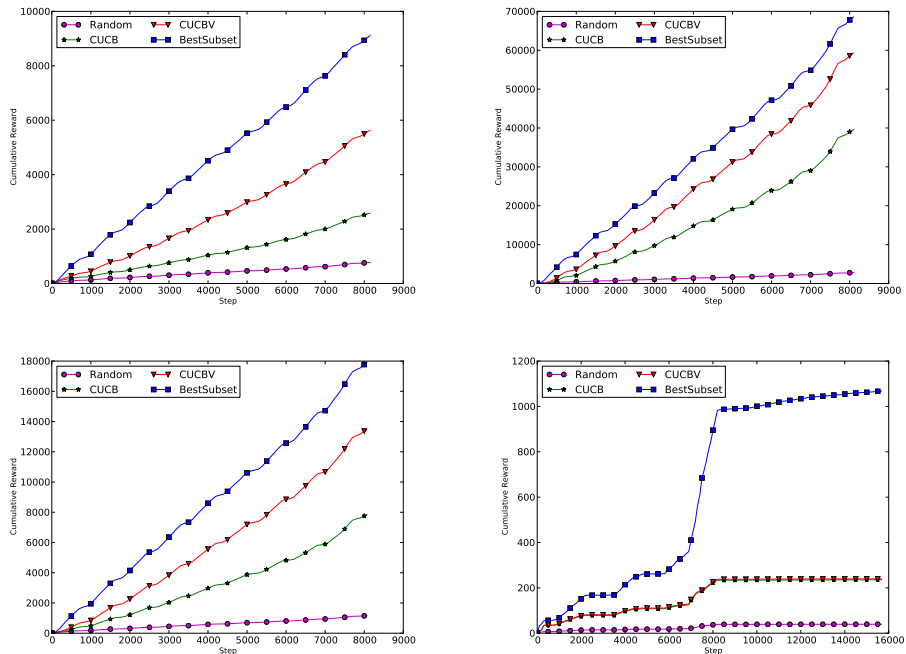 10000
8000
6000
4000
2000
0
Cumulative Reward
Random
CUCB
CUCBV
BestSubset
0 1000 2000 3000 4000 5000 6000 7000 8000 9000
Step
70000
60000
50000
40000
30000
20000
10000
0
Cumulative Reward
Random
CUCB
CUCBV
BestSubset
0 1000 2000 3000 4000 5000 6000 7000 8000 9000
Step
18000
16000
14000
12000
10000
8000
6000
4000
2000
0
Cumulative Reward
Random
CUCB
CUCBV
BestSubset
0 1000 2000 3000 4000 5000 6000 7000 8000 9000
Step
1200
1000
800
600
400
200
0
Cumulative Reward
Random
CUCB
CUCBV
BestSubset
0 2000 4000 6000 8000 10000 12000 14000 16000
Step